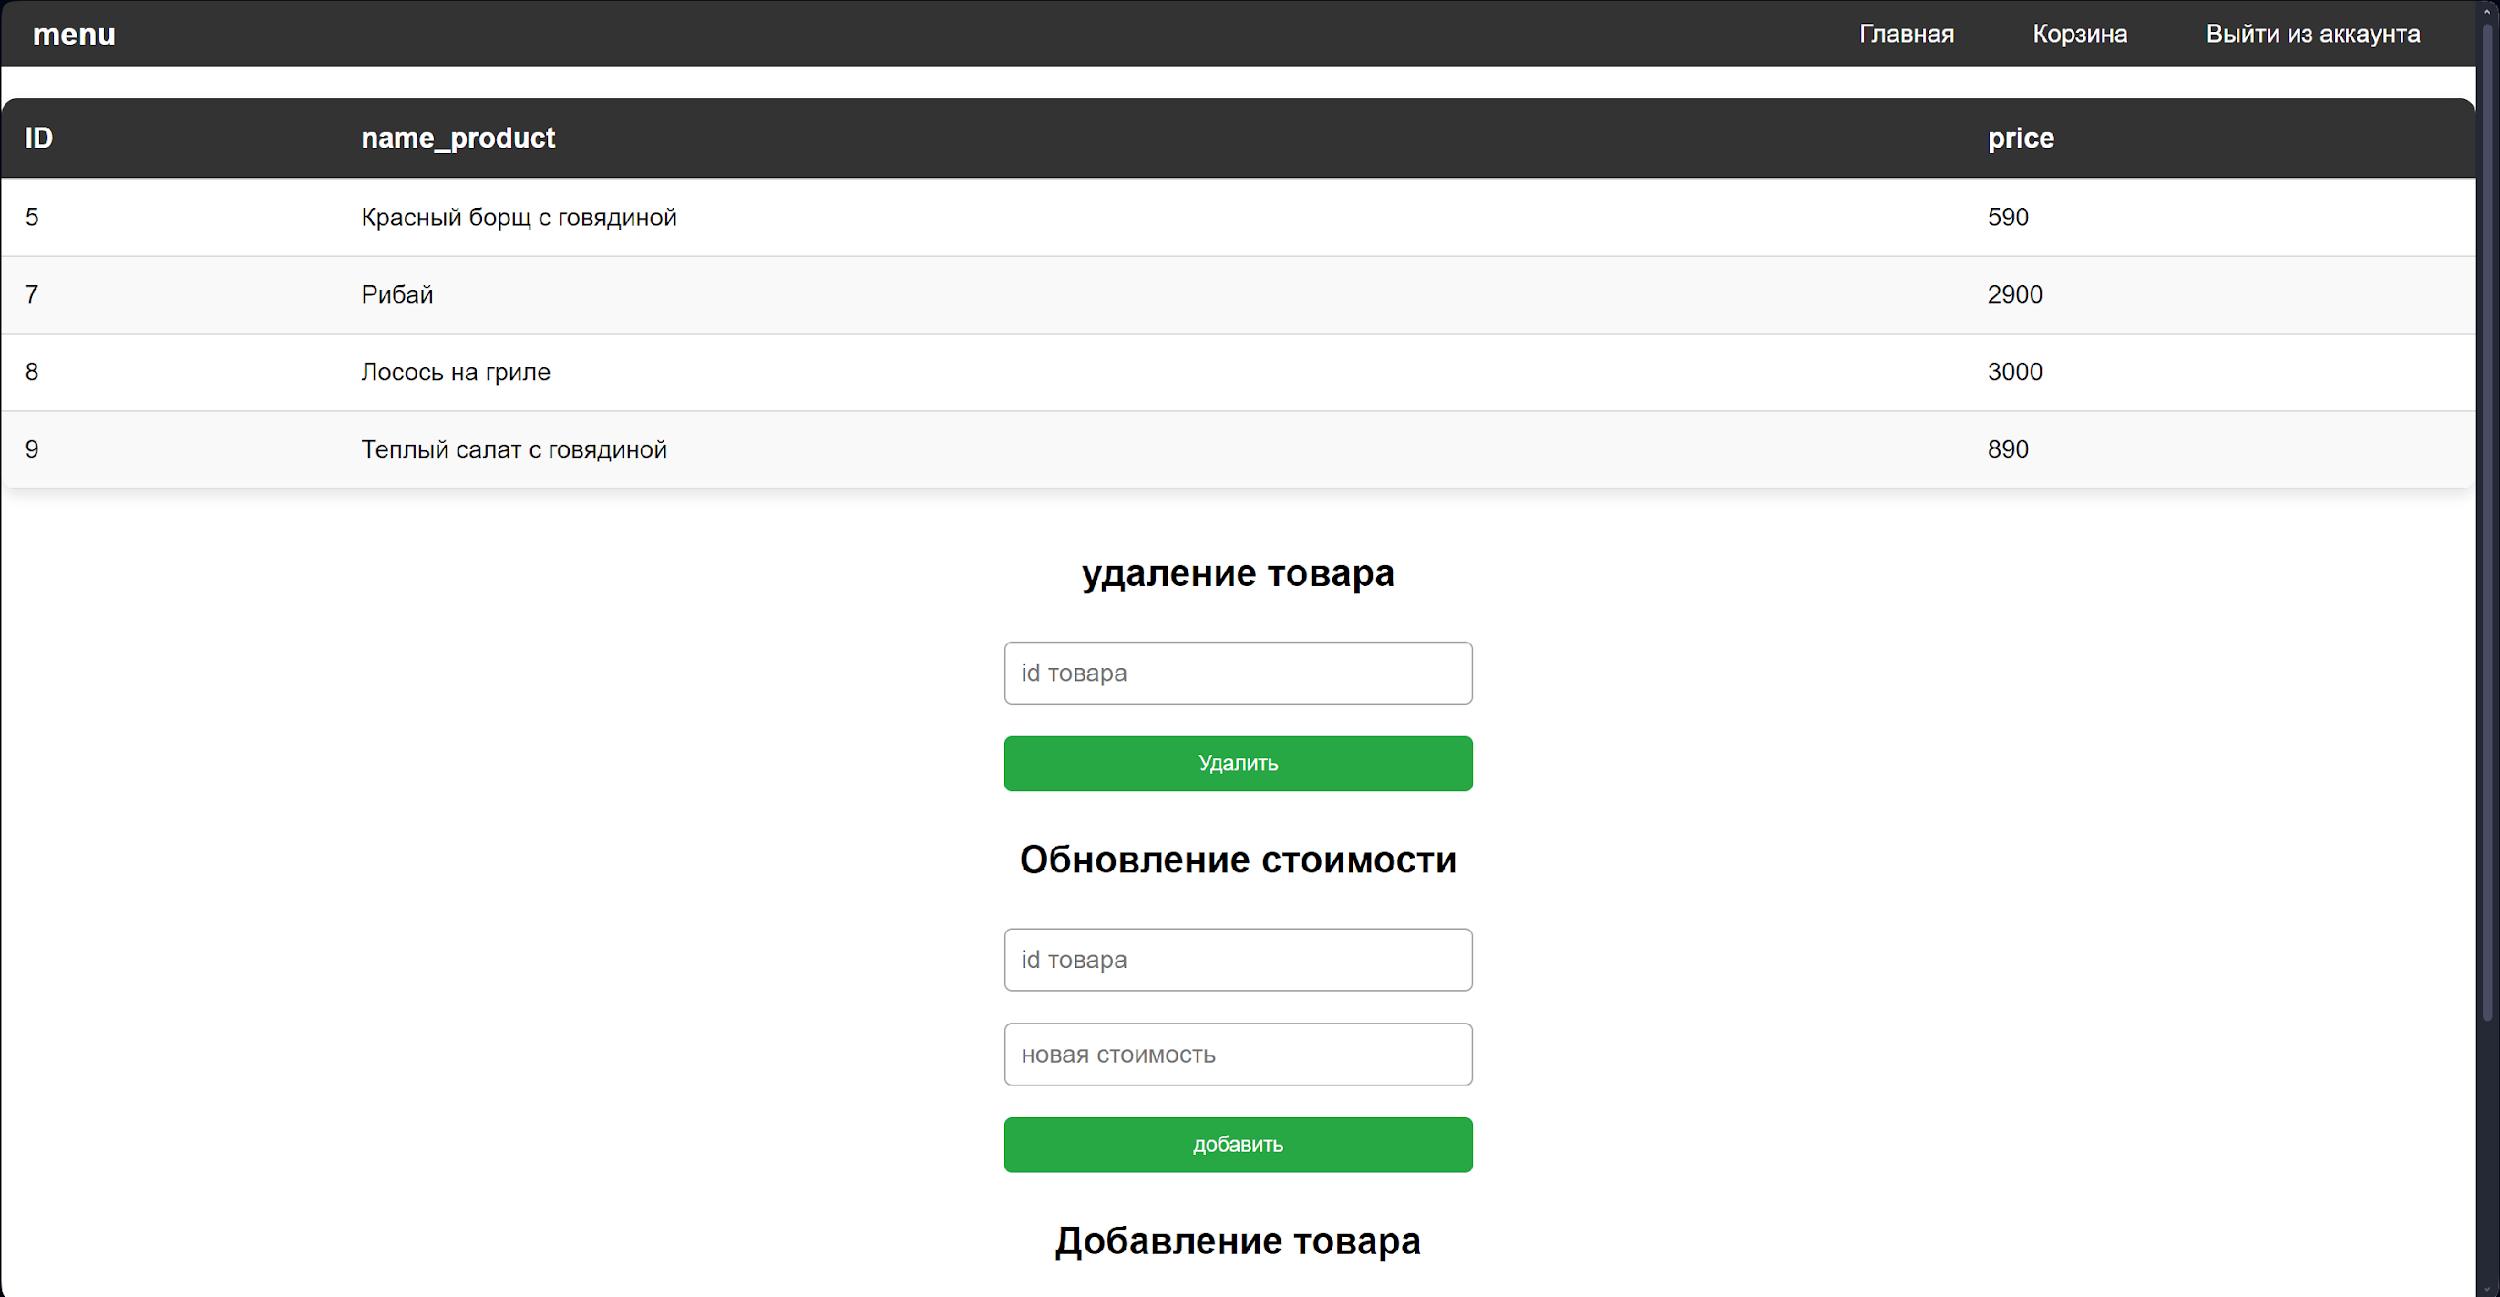 menu Главная Корзина Выйти из аккаунта
ID name_product price
5 Красный борщ с говядиной 590
7 Рибай 2900
8 Лосось на гриле 3000
9 Теплый салат с говядиной 890
удаление товара
id товара
Удалить
Обновление стоимости
id товара
новая стоимость
добавить
Добавление товара